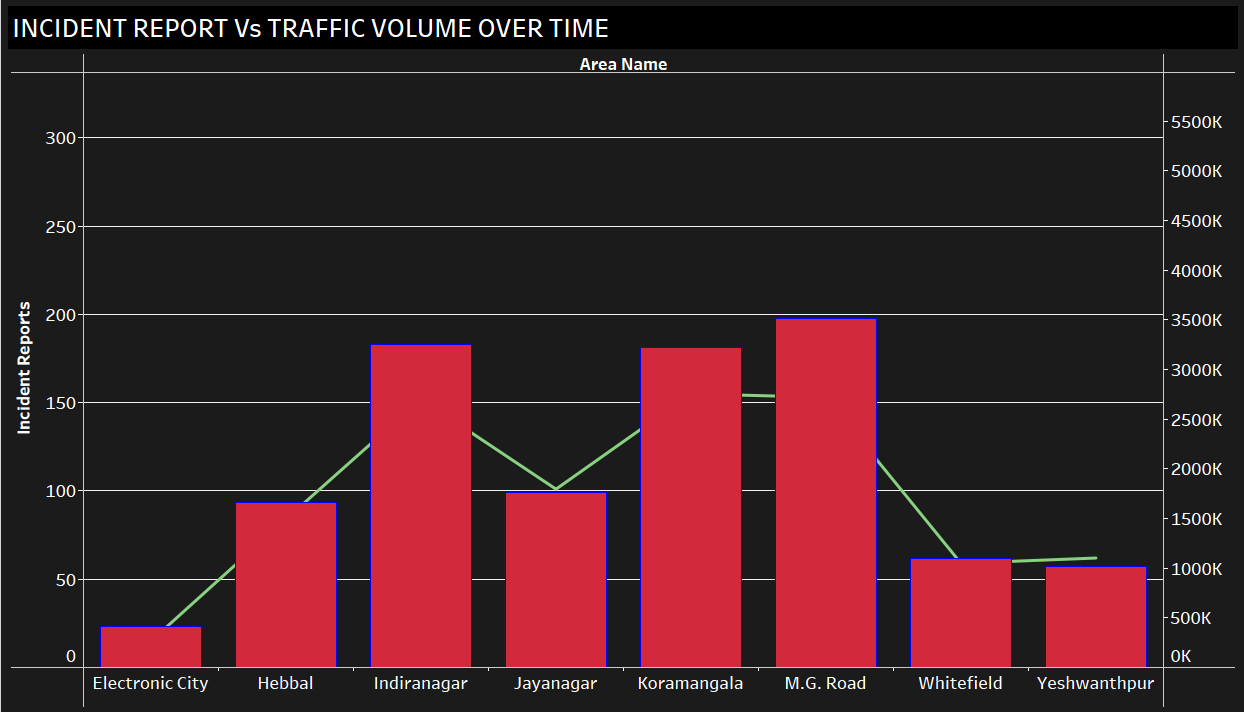 INCIDENT REPORT Vs TRAFFIC VOLUME OVER TIME
Area Name
Incident Reports
300
250
200
150
100
50
0
5500K
5000K
4500K
4000K
3500K
3000K
2500K
2000K
1500K
1000K
500K
0K
Electronic City Hebbal Indiranagar Jayanagar Koramangala M.G. Road Whitefield Yeshwanthpur